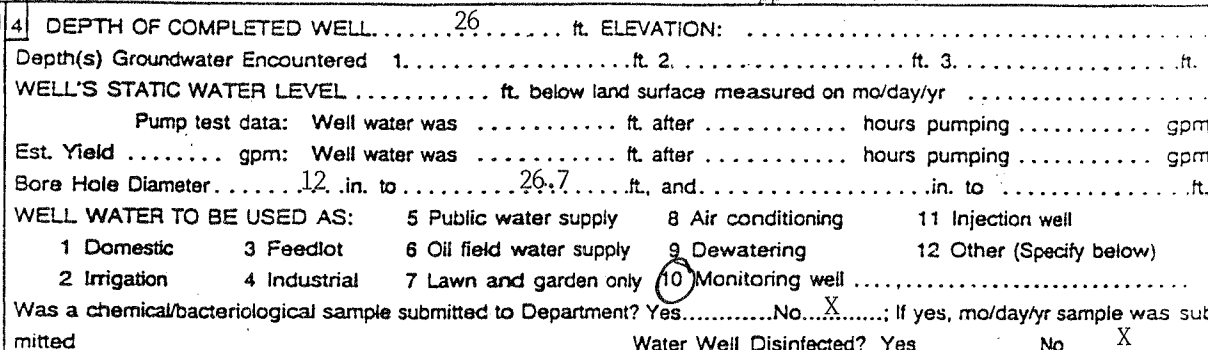 4 DEPTH OF COMPLETED WELL.......26....... ft. ELEVATION: ..............................
Depth(s) Groundwater Encountered 1...................ft. 2. ..................ft. 3. ..................ft.
WELL'S STATIC WATER LEVEL ........... ft. below land surface measured on mo/day/yr ..................
Pump test data: Well water was ............ ft. after ............ hours pumping ........... gpm
Est. Yield ........ gpm: Well water was ............ ft. after ............ hours pumping ........... gpm
Bore Hole Diameter.......12..in. to.........26.7.....ft., and...................in. to ................ft.
WELL WATER TO BE USED AS: 5 Public water supply 8 Air conditioning 11 Injection well
1 Domestic 3 Feedlot 6 Oil field water supply 9 Dewatering 12 Other (Specify below)
2 Irrigation 4 Industrial 7 Lawn and garden only 10 Monitoring well ..............................
Was a chemical/bacteriological sample submitted to Department? Yes............No...X......; If yes, mo/day/yr sample was sub
mitted Water Well Disinfected? Yes No X